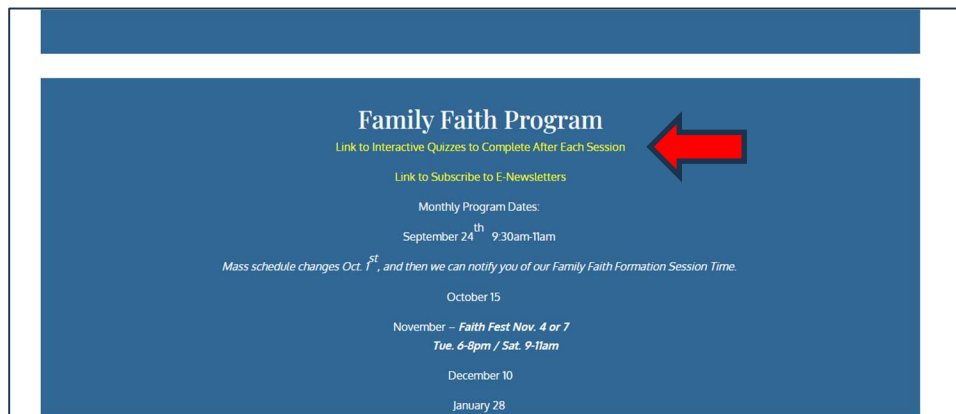 Family Faith Program
Link to Interactive Quizzes to Complete After Each Session
Link to Subscribe to E-Newsletters
Monthly Program Dates:
September 24th 9:30am-11am
Mass schedule changes Oct. 1st, and then we can notify you of our Family Faith Formation Session Time.
October 15
November – Faith Fest Nov. 4 or 7
Tue. 6-8pm / Sat. 9-11am
December 10
January 28